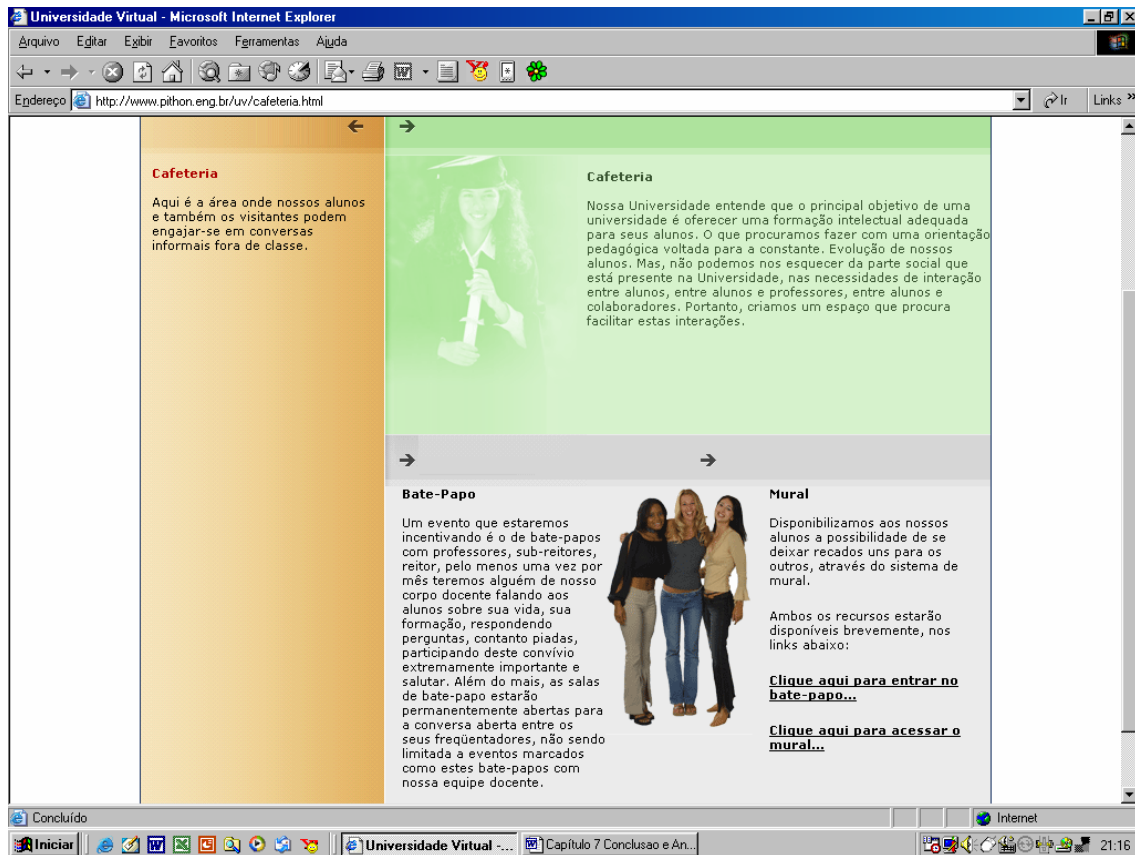 Universidade Virtual - Microsoft Internet Explorer
Arquivo Editar Exibir Favoritos Ferramentas Ajuda
Endereço http://www.pithon.eng.br/uv/cafeteria.html Ir Links »
Cafeteria
Aqui é a área onde nossos alunos
e também os visitantes podem
engajar-se em conversas
informais fora de classe.
Cafeteria
Nossa Universidade entende que o principal objetivo de uma
universidade é oferecer uma formação intelectual adequada
para seus alunos. O que procuramos fazer com uma orientação
pedagógica voltada para a constante. Evolução de nossos
alunos. Mas, não podemos nos esquecer da parte social que
está presente na Universidade, nas necessidades de interação
entre alunos, entre alunos e professores, entre alunos e
colaboradores. Portanto, criamos um espaço que procura
facilitar estas interações.
Bate-Papo
Um evento que estaremos
incentivando é o de bate-papos
com professores, sub-reitores,
reitor, pelo menos uma vez por
mês teremos alguém de nosso
corpo docente falando aos
alunos sobre sua vida, sua
formação, respondendo
perguntas, contanto piadas,
participando deste convívio
extremamente importante e
salutar. Além do mais, as salas
de bate-papo estarão
permanentemente abertas para
a conversa aberta entre os
seus freqüentadores, não sendo
limitada a eventos marcados
como estes bate-papos com
nossa equipe docente.
Mural
Disponibilizamos aos nossos
alunos a possibilidade de se
deixar recados uns para os
outros, através do sistema de
mural.
Ambos os recursos estarão
disponíveis brevemente, nos
links abaixo:
Clique aqui para entrar no
bate-papo...
Clique aqui para acessar o
mural...
Concluído Internet
Iniciar Universidade Virtual -... Capítulo 7 Conclusao e An... 21:16